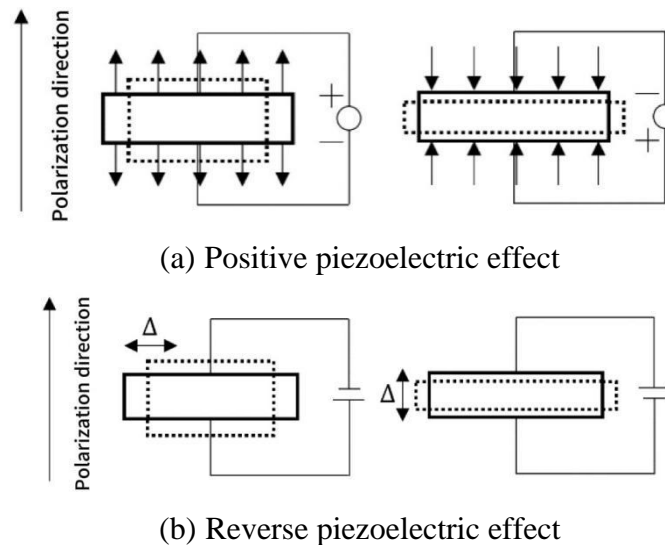 Polarization direction
+
−
−
+
(a) Positive piezoelectric effect
Polarization direction
Δ
Δ
(b) Reverse piezoelectric effect